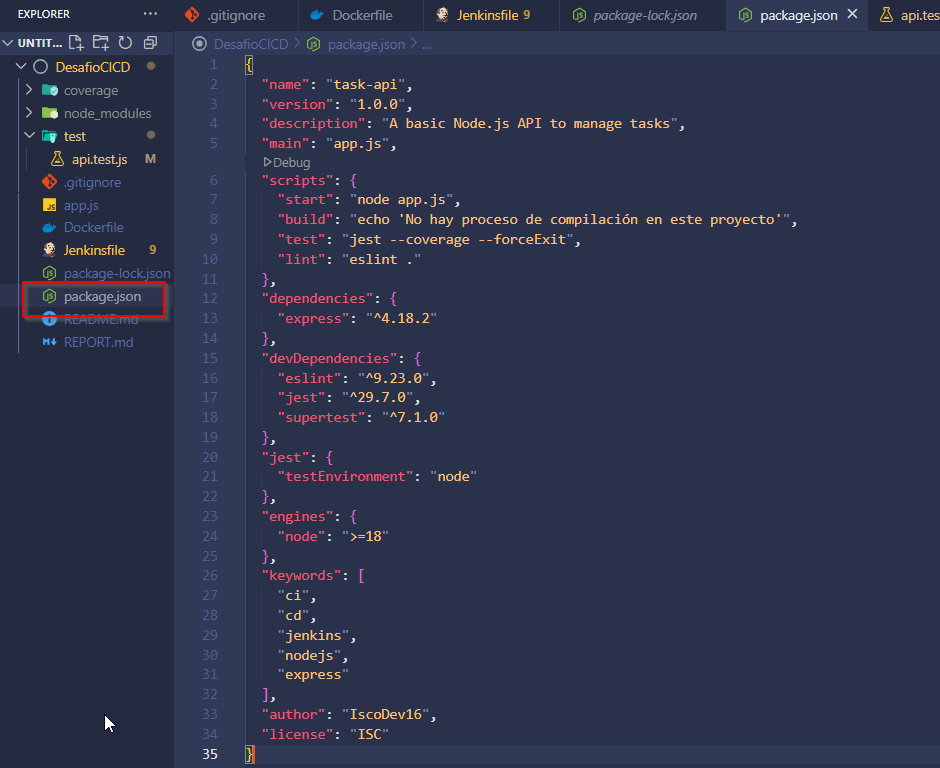 EXPLORER ...
.gitignore
Dockerfile
Jenkinsfile 9
package-lock.json
package.json
api.tes
UNTIT...
DesafioCICD
coverage
node_modules
test
api.test.js M
.gitignore
app.js
Dockerfile
Jenkinsfile 9
package-lock.json
package.json
README.md
REPORT.md
DesafioCICD > package.json > ...
1 {
2 "name": "task-api",
3 "version": "1.0.0",
4 "description": "A basic Node.js API to manage tasks",
5 "main": "app.js",
Debug
6 "scripts": {
7 "start": "node app.js",
8 "build": "echo 'No hay proceso de compilación en este proyecto'",
9 "test": "jest --coverage --forceExit",
10 "lint": "eslint ."
11 },
12 "dependencies": {
13 "express": "^4.18.2"
14 },
15 "devDependencies": {
16 "eslint": "^9.23.0",
17 "jest": "^29.7.0",
18 "supertest": "^7.1.0"
19 },
20 "jest": {
21 "testEnvironment": "node"
22 },
23 "engines": {
24 "node": ">=18"
25 },
26 "keywords": [
27 "ci",
28 "cd",
29 "jenkins",
30 "nodejs",
31 "express"
32 ],
33 "author": "IscoDev16",
34 "license": "ISC"
35 }